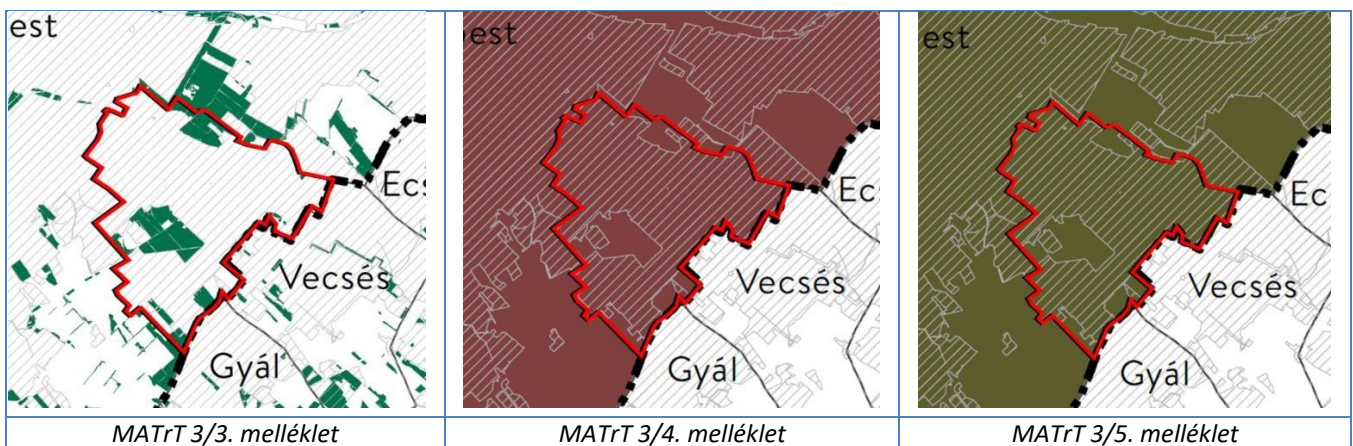 est
Ecs
Vecsés
Gyál
MATrT 3/3. melléklet
est
Ec
Vecsés
Gyál
MATrT 3/4. melléklet
est
Ec
Vecsés
Gyál
MATrT 3/5. melléklet